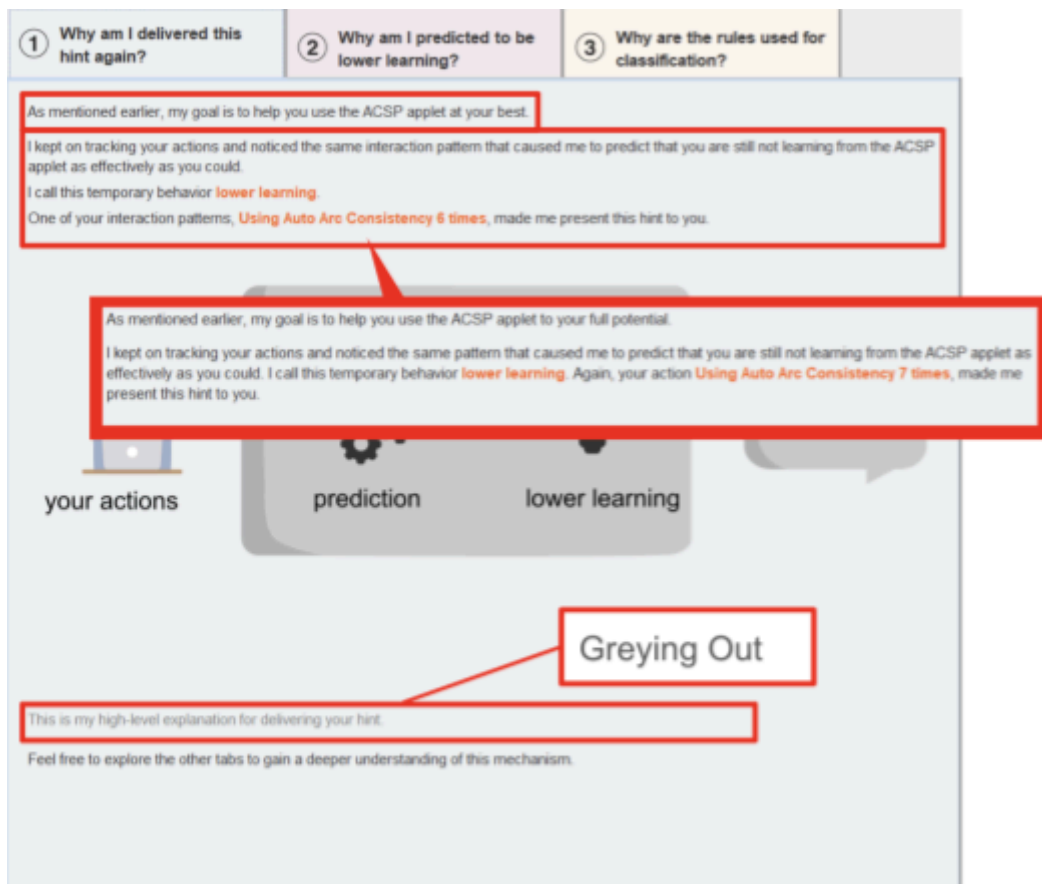 1 Why am I delivered this
hint again?
2 Why am I predicted to be
lower learning?
3 Why are the rules used for
classification?
As mentioned earlier, my goal is to help you use the ACSP applet at your best.
I kept on tracking your actions and noticed the same interaction pattern that caused me to predict that you are still not learning from the ACSP
applet as effectively as you could.
I call this temporary behavior lower learning.
One of your interaction patterns, Using Auto Arc Consistency 6 times, made me present this hint to you.
As mentioned earlier, my goal is to help you use the ACSP applet to your full potential.
I kept on tracking your actions and noticed the same pattern that caused me to predict that you are still not learning from the ACSP applet as
effectively as you could. I call this temporary behavior lower learning. Again, your action Using Auto Arc Consistency 7 times, made me
present this hint to you.
your actions
prediction
lower learning
Greying Out
This is my high-level explanation for delivering your hint.
Feel free to explore the other tabs to gain a deeper understanding of this mechanism.